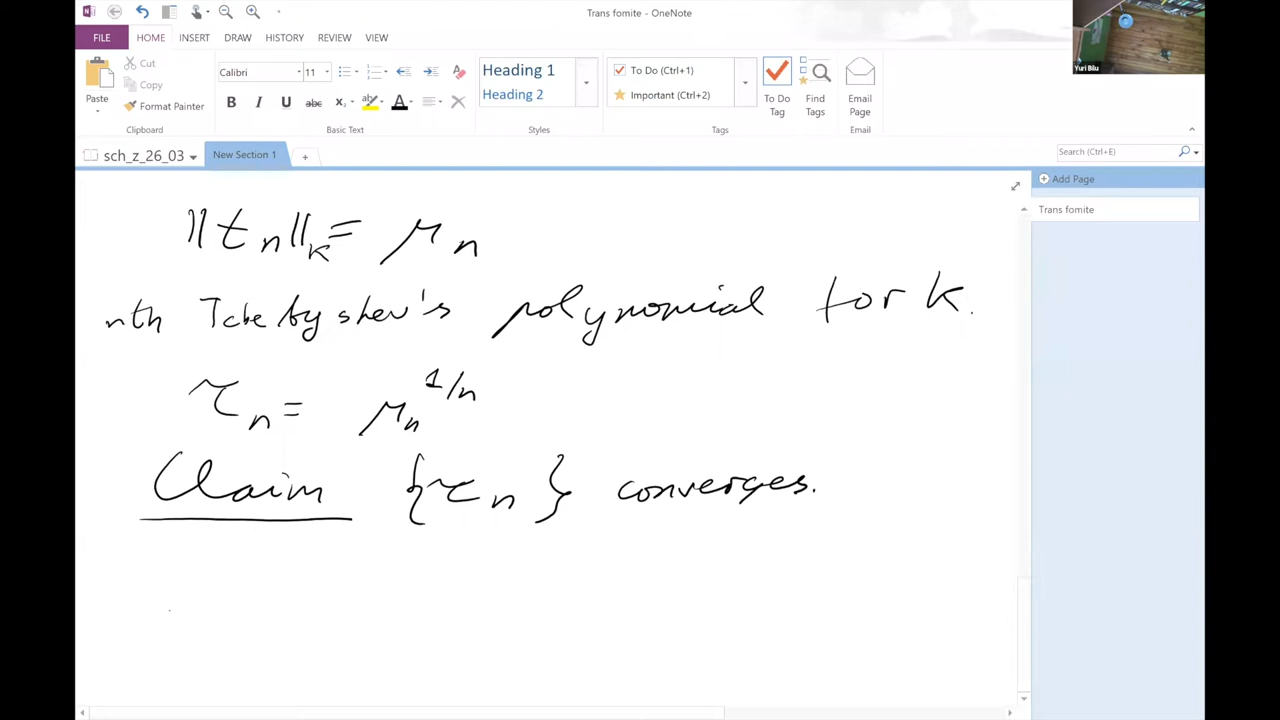 Trans fomite - OneNote
Yuri Bilu
FILE HOME INSERT DRAW HISTORY REVIEW VIEW
Paste
Cut
Copy
Format Painter
Clipboard
Calibri 11
B I U abc x₂ A
Basic Text
Heading 1
Heading 2
Styles
To Do (Ctrl+1)
Important (Ctrl+2)
To Do Tag
Find Tags
Tags
Email Page
Email
sch_z_26_03 New Section 1 +
Search (Ctrl+E)
Add Page
Trans fomite
||t_n||_K = μ_n
nth Tchebyshev's polynomial for K.
τ_n = μ_n^{1/n}
Claim {τ_n} converges.